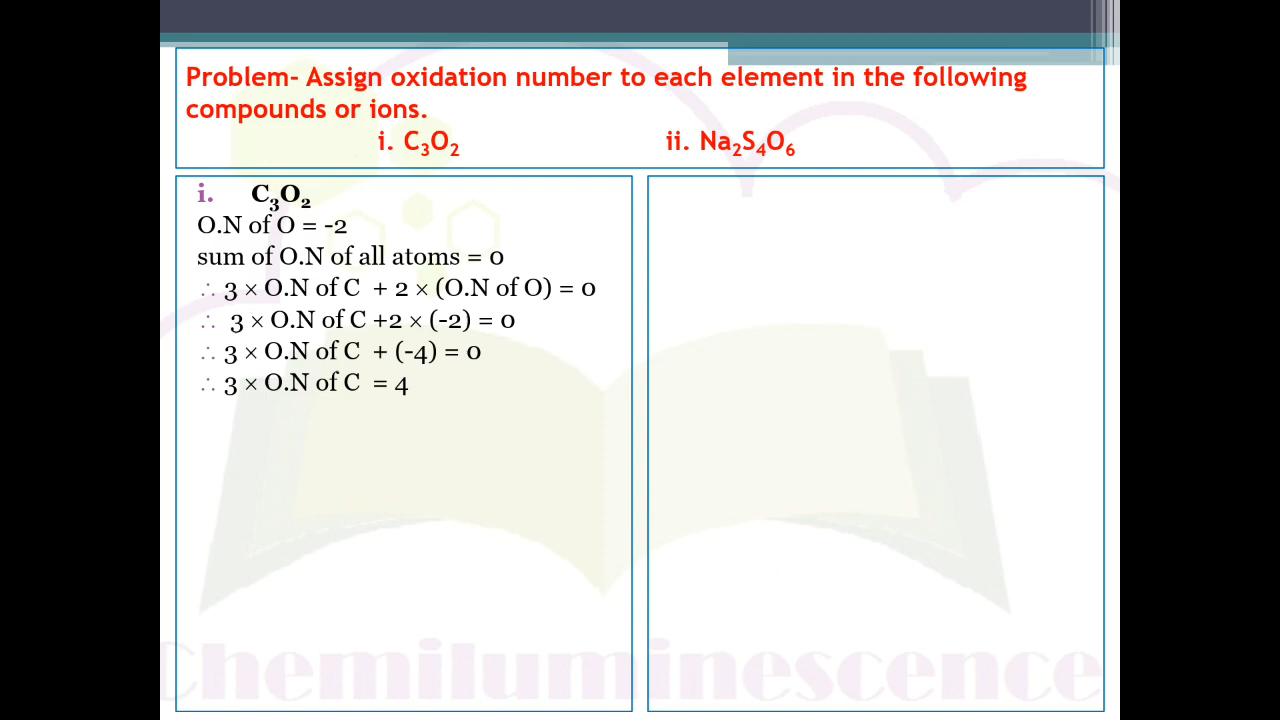 Problem- Assign oxidation number to each element in the following
compounds or ions.
i. C₃O₂ ii. Na₂S₄O₆
i. C₃O₂
O.N of O = -2
sum of O.N of all atoms = 0
∴ 3 × O.N of C + 2 × (O.N of O) = 0
∴ 3 × O.N of C +2 × (-2) = 0
∴ 3 × O.N of C + (-4) = 0
∴ 3 × O.N of C = 4
Chemiluminescence